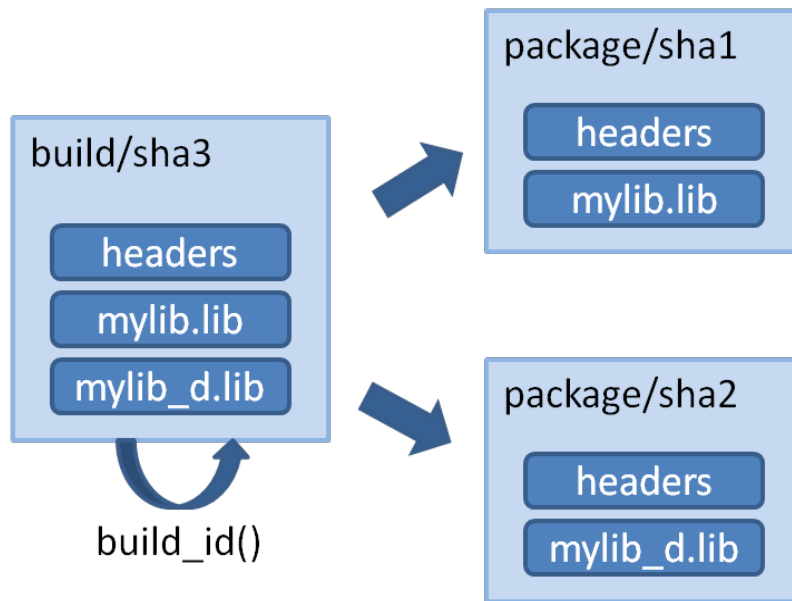 build/sha3
headers
mylib.lib
mylib_d.lib
build_id()
package/sha1
headers
mylib.lib
package/sha2
headers
mylib_d.lib